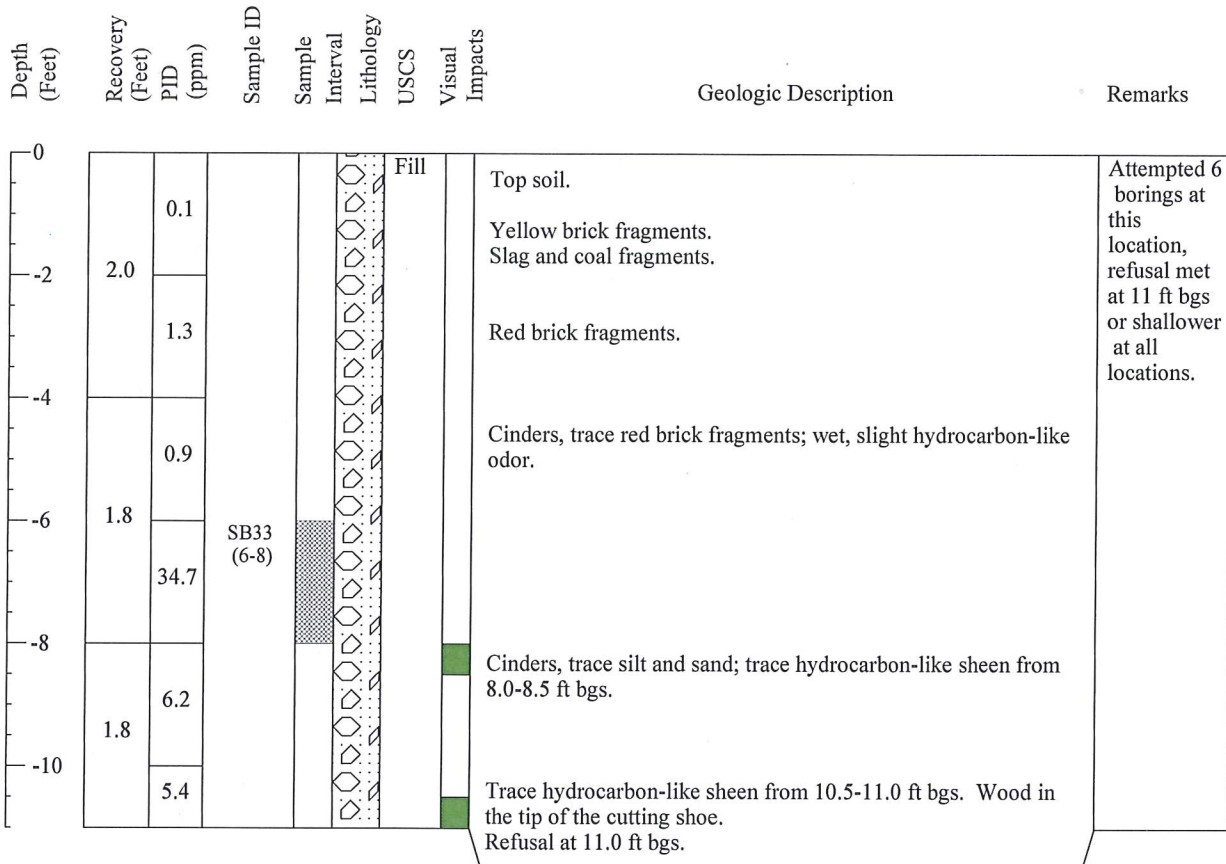 Depth
(Feet)
Recovery
(Feet)
PID
(ppm)
Sample ID
Sample
Interval
Lithology
USCS
Visual
Impacts
Geologic Description
Remarks
0
-2
-4
-6
-8
-10
2.0
1.8
1.8
0.1
1.3
0.9
34.7
6.2
5.4
SB33
(6-8)
Fill
Top soil.
Yellow brick fragments.
Slag and coal fragments.
Red brick fragments.
Cinders, trace red brick fragments; wet, slight hydrocarbon-like
odor.
Cinders, trace silt and sand; trace hydrocarbon-like sheen from
8.0-8.5 ft bgs.
Trace hydrocarbon-like sheen from 10.5-11.0 ft bgs. Wood in
the tip of the cutting shoe.
Refusal at 11.0 ft bgs.
Attempted 6
borings at
this
location,
refusal met
at 11 ft bgs
or shallower
at all
locations.